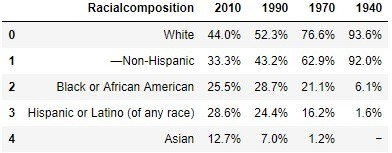 Racialcomposition 2010 1990 1970 1940
0 White 44.0% 52.3% 76.6% 93.6%
1 —Non-Hispanic 33.3% 43.2% 62.9% 92.0%
2 Black or African American 25.5% 28.7% 21.1% 6.1%
3 Hispanic or Latino (of any race) 28.6% 24.4% 16.2% 1.6%
4 Asian 12.7% 7.0% 1.2% −